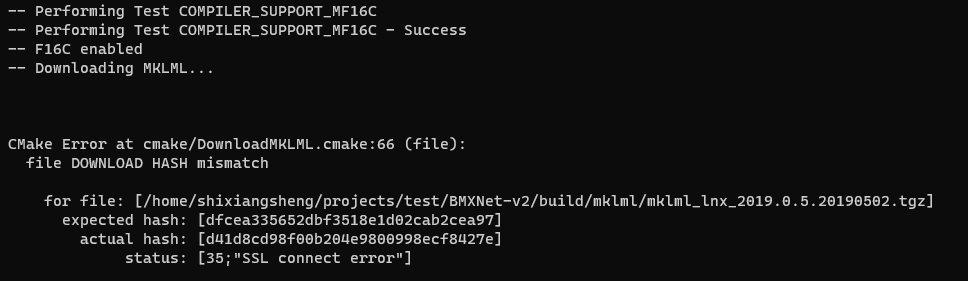 -- Performing Test COMPILER_SUPPORT_MF16C
-- Performing Test COMPILER_SUPPORT_MF16C - Success
-- F16C enabled
-- Downloading MKLML...
CMake Error at cmake/DownloadMKLML.cmake:66 (file):
file DOWNLOAD HASH mismatch
for file: [/home/shixiangsheng/projects/test/BMXNet-v2/build/mklml/mklml_lnx_2019.0.5.20190502.tgz]
expected hash: [dfcea335652dbf3518e1d02cab2cea97]
actual hash: [d41d8cd98f00b204e9800998ecf8427e]
status: [35;"SSL connect error"]